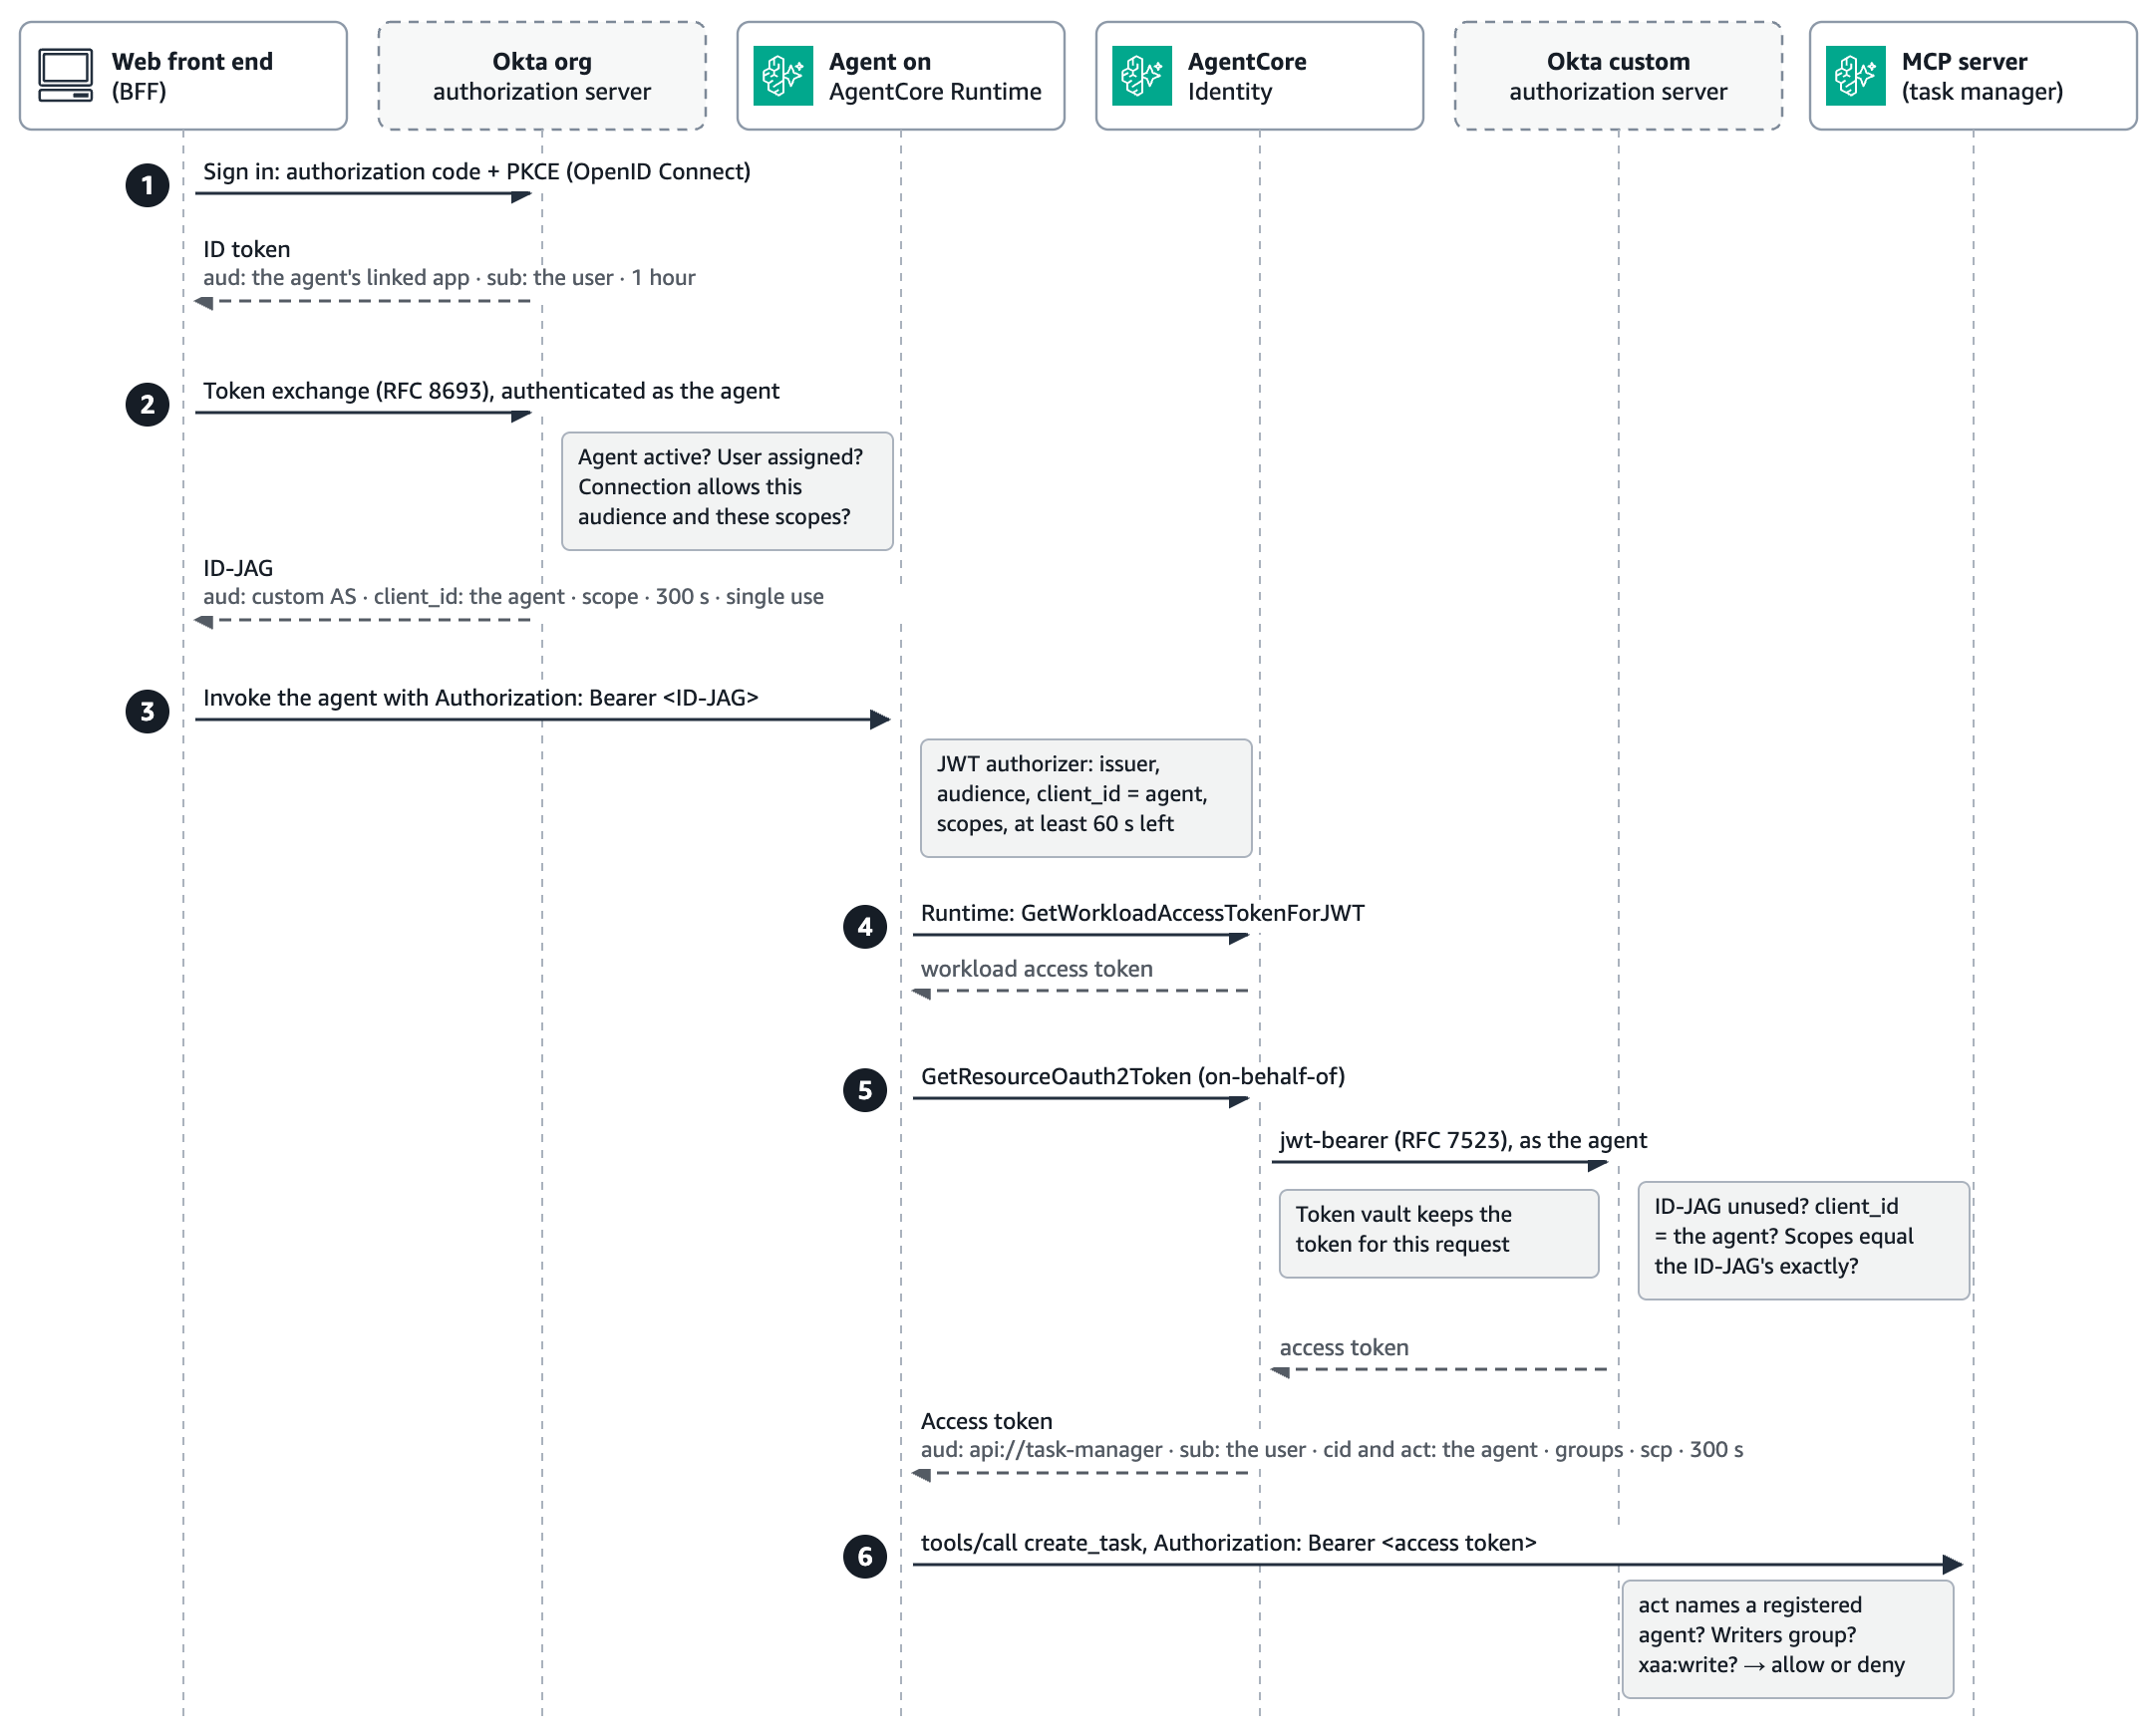 Web front end
(BFF)
Okta org
authorization server
Agent on
AgentCore Runtime
AgentCore
Identity
Okta custom
authorization server
MCP server
(task manager)
1
Sign in: authorization code + PKCE (OpenID Connect)
ID token
aud: the agent's linked app · sub: the user · 1 hour
2
Token exchange (RFC 8693), authenticated as the agent
Agent active? User assigned?
Connection allows this
audience and these scopes?
ID-JAG
aud: custom AS · client_id: the agent · scope · 300 s · single use
3
Invoke the agent with Authorization: Bearer <ID-JAG>
JWT authorizer: issuer,
audience, client_id = agent,
scopes, at least 60 s left
4
Runtime: GetWorkloadAccessTokenForJWT
workload access token
5
GetResourceOauth2Token (on-behalf-of)
jwt-bearer (RFC 7523), as the agent
Token vault keeps the
token for this request
ID-JAG unused? client_id
= the agent? Scopes equal
the ID-JAG's exactly?
access token
Access token
aud: api://task-manager · sub: the user · cid and act: the agent · groups · scp · 300 s
6
tools/call create_task, Authorization: Bearer <access token>
act names a registered
agent? Writers group?
xaa:write? → allow or deny